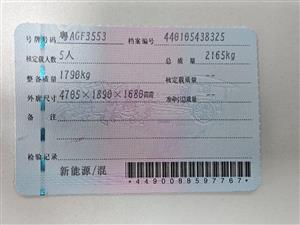 号牌号码 粤AGF3553 档案编号 440105438325
核定载人数 5人 总质量 2165kg
整备质量 1790kg 核定载质量 --
外廓尺寸 4705×1890×1680mm 准牵引总质量 --
备注
检验记录
新能源/混
*4490088597767*